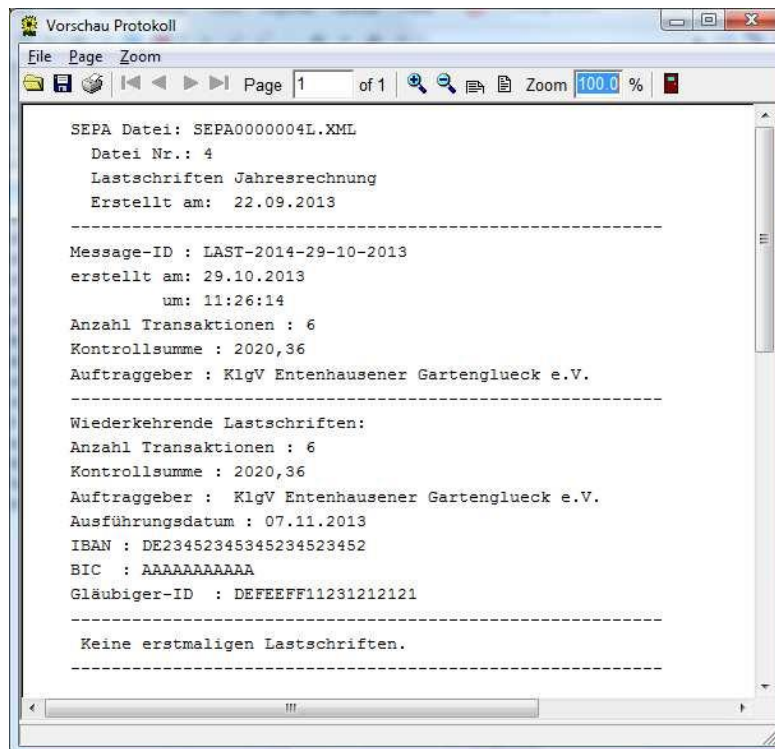 Vorschau Protokoll
File Page Zoom
Page 1 of 1 Zoom 100.0 %
SEPA Datei: SEPA0000004L.XML
Datei Nr.: 4
Lastschriften Jahresrechnung
Erstellt am: 22.09.2013
---------------------------------------------------------
Message-ID : LAST-2014-29-10-2013
erstellt am: 29.10.2013
um: 11:26:14
Anzahl Transaktionen : 6
Kontrollsumme : 2020,36
Auftraggeber : KlgV Entenhausener Gartenglueck e.V.
---------------------------------------------------------
Wiederkehrende Lastschriften:
Anzahl Transaktionen : 6
Kontrollsumme : 2020,36
Auftraggeber : KlgV Entenhausener Gartenglueck e.V.
Ausführungsdatum : 07.11.2013
IBAN : DE23452345345234523452
BIC : AAAAAAAAAAA
Gläubiger-ID : DEFEEFF11231212121
---------------------------------------------------------
Keine erstmaligen Lastschriften.
---------------------------------------------------------